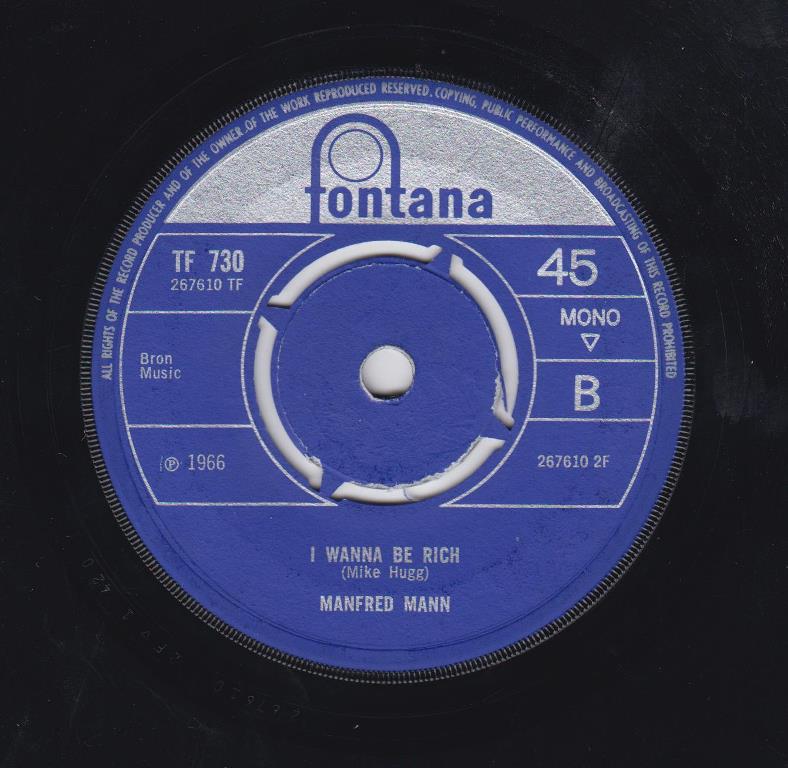 ALL RIGHTS OF THE RECORD PRODUCER AND OF THE OWNER OF THE WORK REPRODUCED RESERVED. COPYING, PUBLIC PERFORMANCE AND BROADCASTING OF THIS RECORD PROHIBITED
fontana
TF 730
267610 TF
45
MONO
Bron
Music
B
℗ 1966
267610 2F
I WANNA BE RICH
(Mike Hugg)
MANFRED MANN